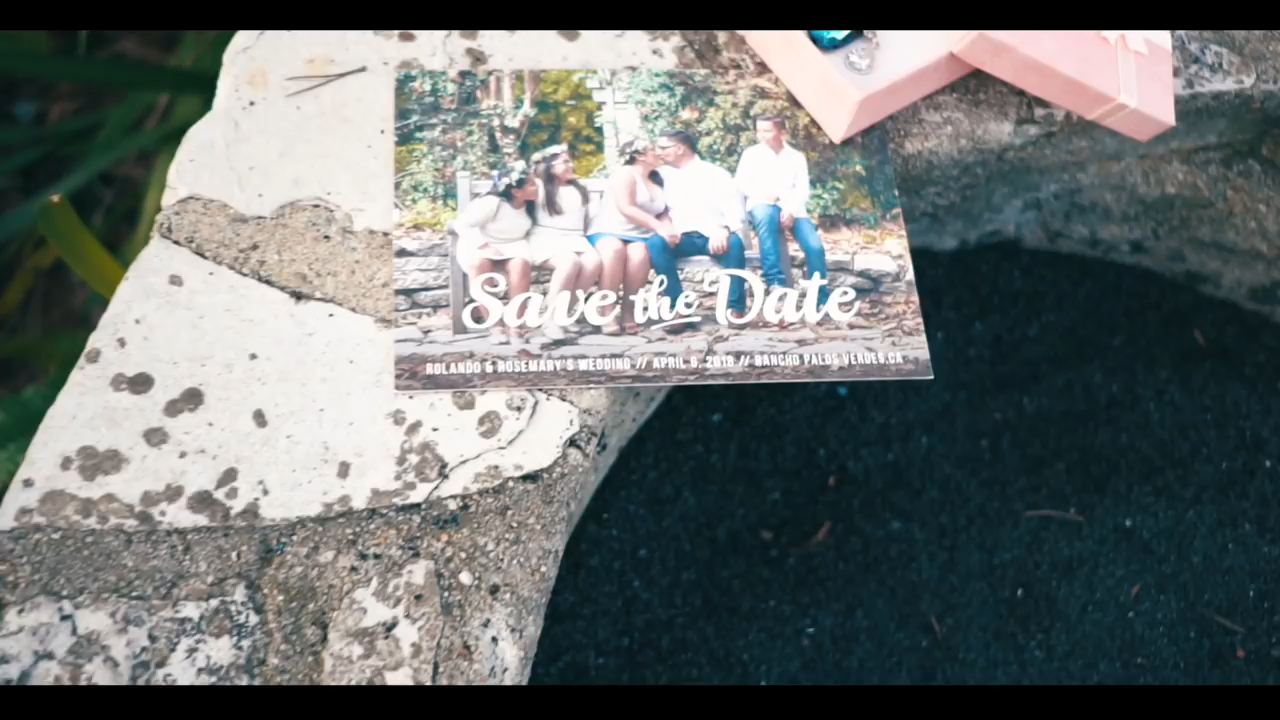 Save the Date
ROLANDO & ROSEMARY'S WEDDING // APRIL 6, 2018 // RANCHO PALOS VERDES,CA